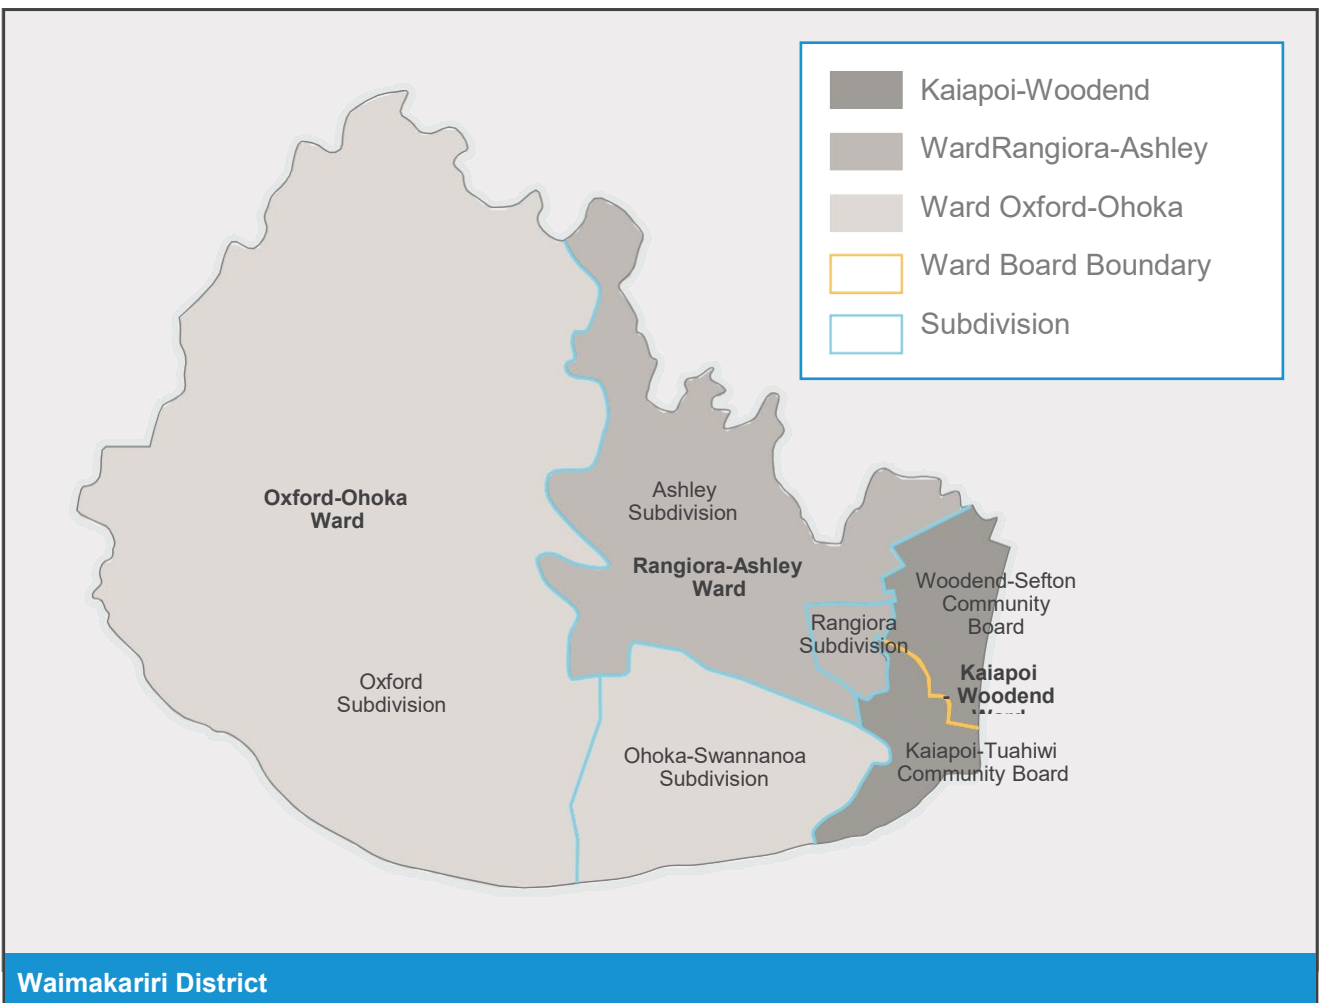 Kaiapoi-Woodend
WardRangiora-Ashley
Ward Oxford-Ohoka
Ward Board Boundary
Subdivision
Oxford-Ohoka
Ward
Ashley
Subdivision
Rangiora-Ashley
Ward
Woodend-Sefton
Community
Board
Rangiora
Subdivision
Kaiapoi
- Woodend
Oxford
Subdivision
Ohoka-Swannanoa
Subdivision
Kaiapoi-Tuahiwi
Community Board
Waimakariri District